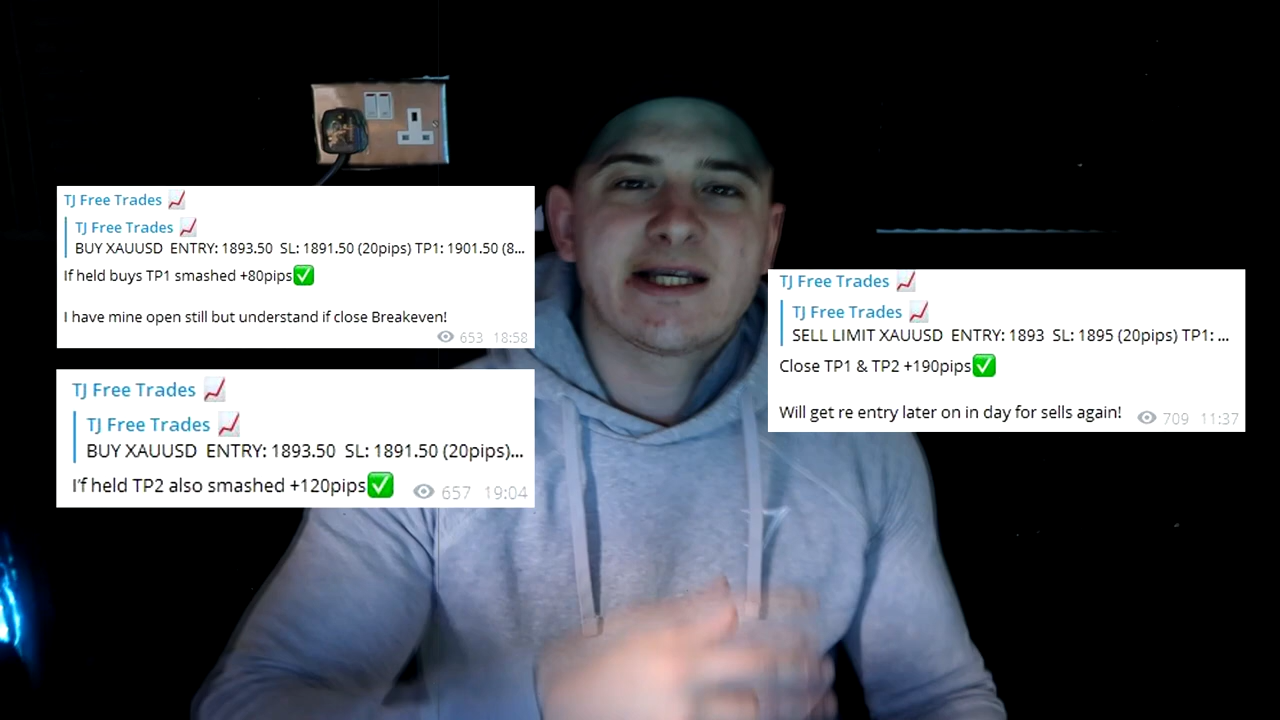 TJ Free Trades 📈
TJ Free Trades 📈
BUY XAUUSD ENTRY: 1893.50 SL: 1891.50 (20pips) TP1: 1901.50 (8...
If held buys TP1 smashed +80pips✅
I have mine open still but understand if close Breakeven!
653 18:58
TJ Free Trades 📈
TJ Free Trades 📈
BUY XAUUSD ENTRY: 1893.50 SL: 1891.50 (20pips)...
I'f held TP2 also smashed +120pips✅
657 19:04
TJ Free Trades 📈
TJ Free Trades 📈
SELL LIMIT XAUUSD ENTRY: 1893 SL: 1895 (20pips) TP1: ...
Close TP1 & TP2 +190pips✅
Will get re entry later on in day for sells again!
709 11:37